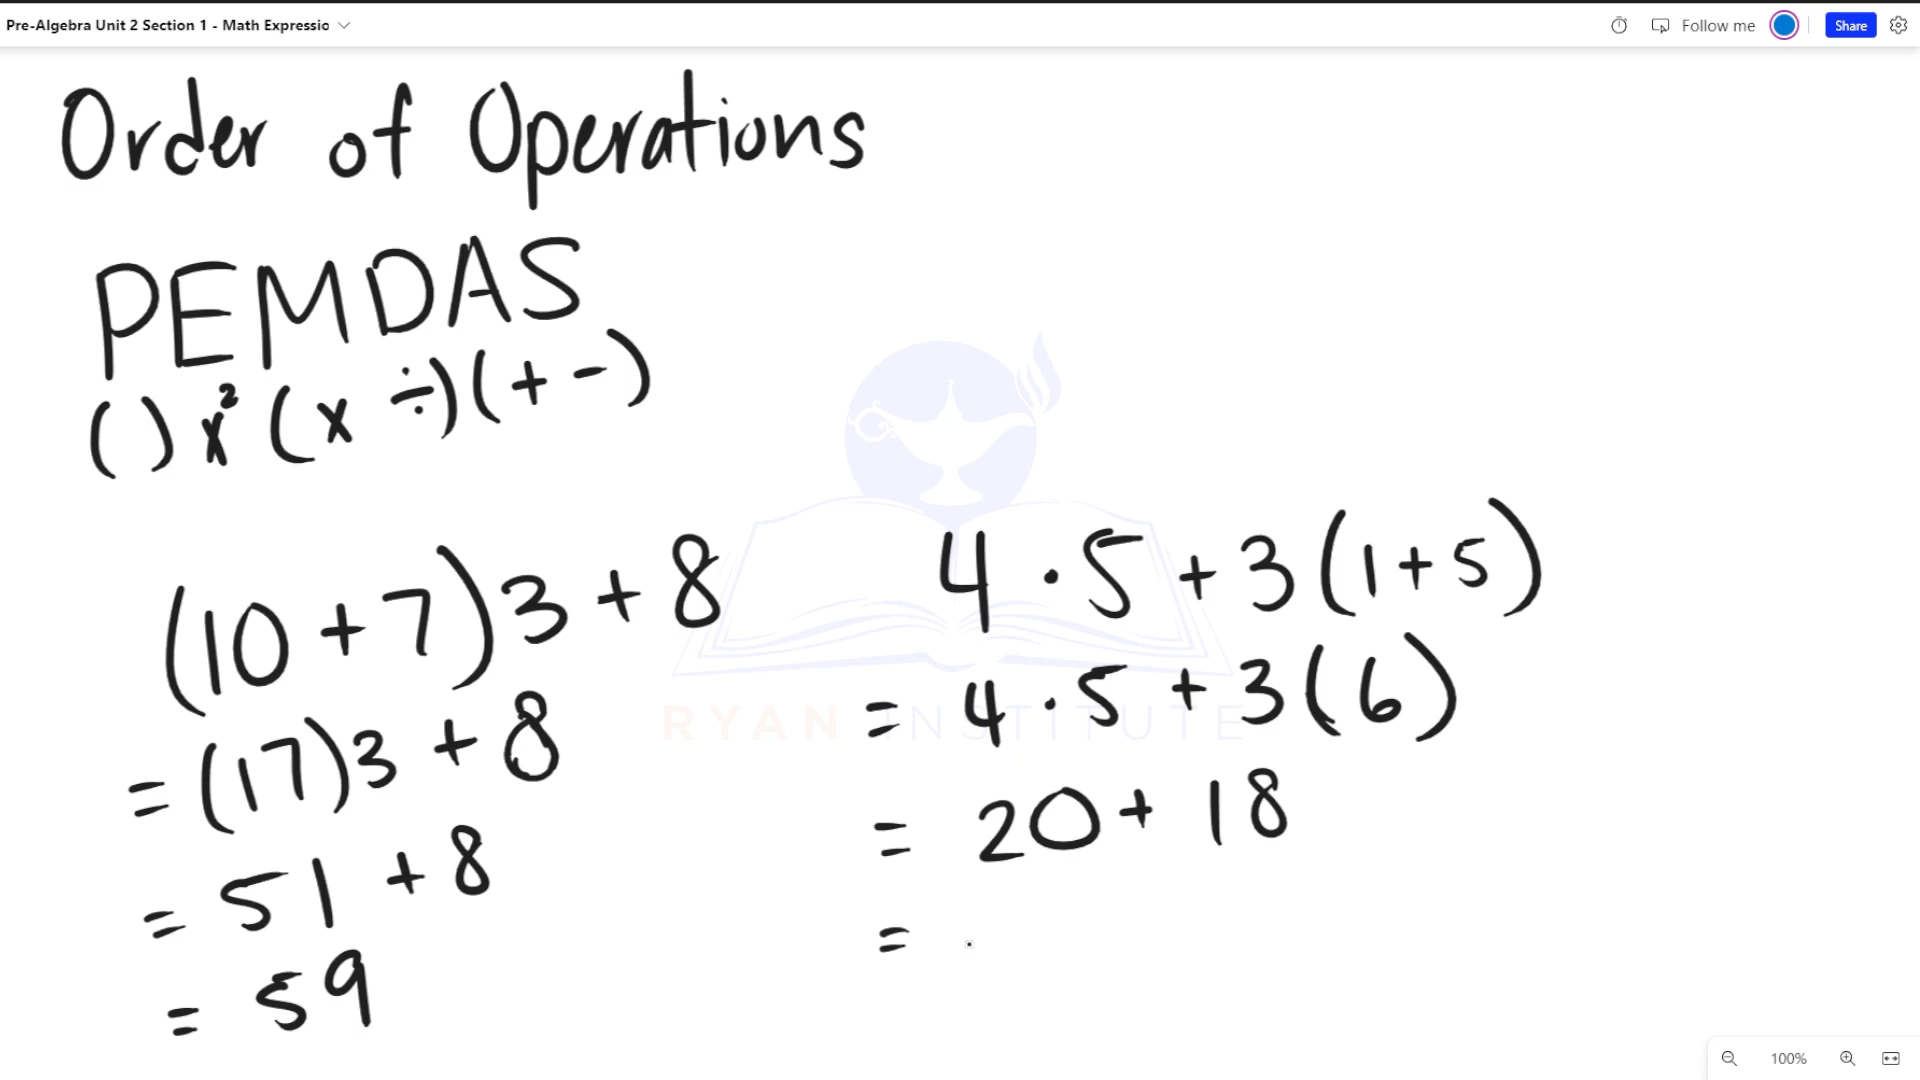 Pre-Algebra Unit 2 Section 1 - Math Expressio
Follow me
Share
Order of Operations
PEMDAS
( ) x² (x ÷)(+ -)
(10 + 7)3 + 8
= (17)3 + 8
= 51 + 8
= 59
4 · 5 + 3(1 + 5)
= 4 · 5 + 3(6)
= 20 + 18
=
RYAN INSTITUTE
100%